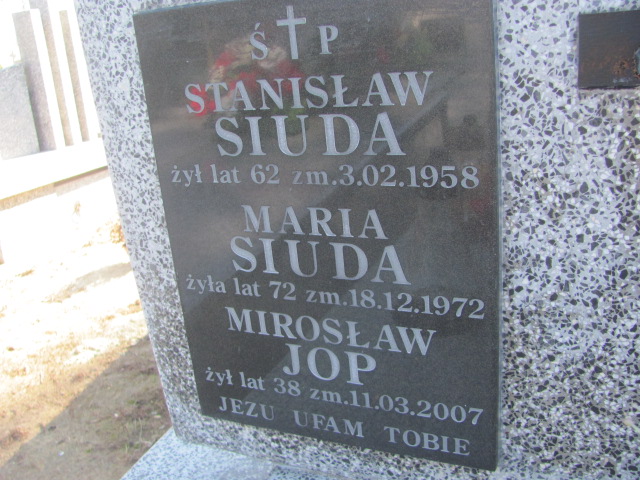 Ś P
STANISŁAW
SIUDA
żył lat 62 zm.3.02.1958
MARIA
SIUDA
żyła lat 72 zm.18.12.1972
MIROSŁAW
JOP
żył lat 38 zm.11.03.2007
JEZU UFAM TOBIE